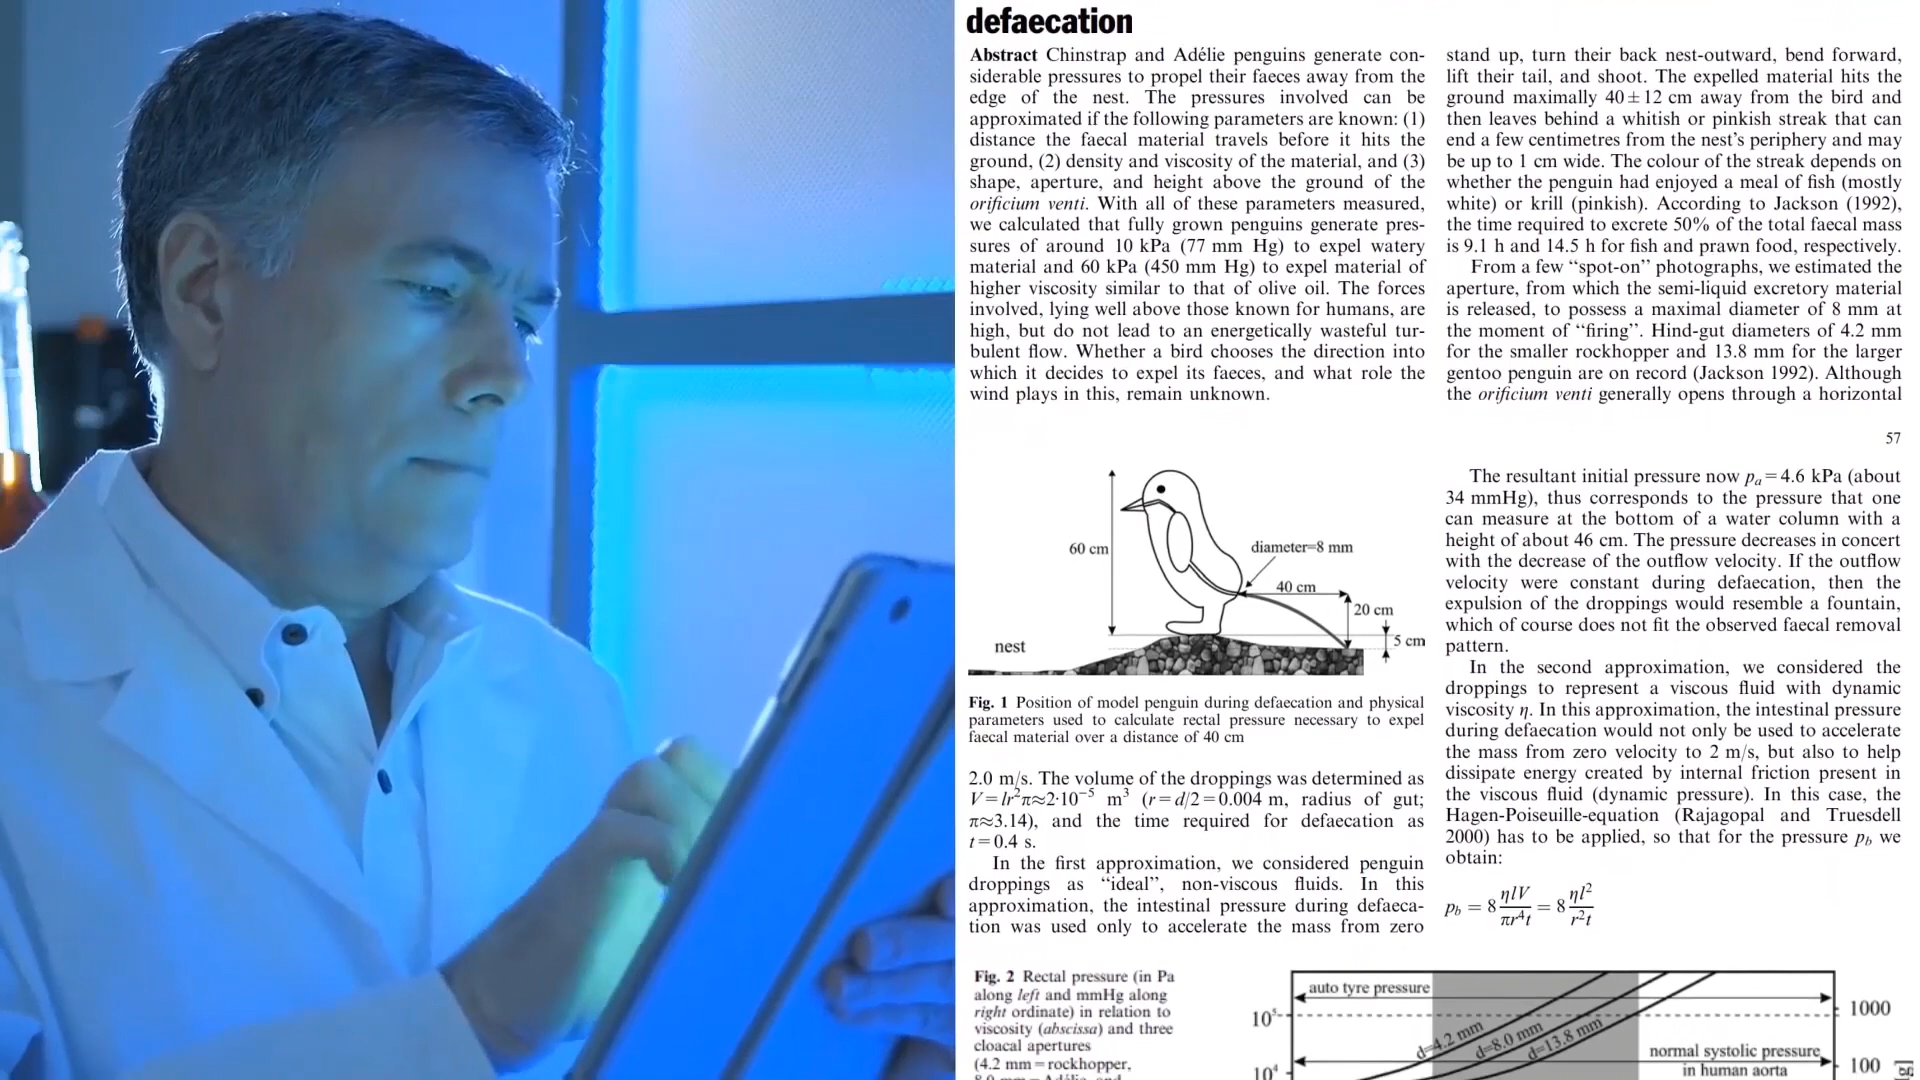 defaecation
Abstract Chinstrap and Adélie penguins generate con-
siderable pressures to propel their faeces away from the
edge of the nest. The pressures involved can be
approximated if the following parameters are known: (1)
distance the faecal material travels before it hits the
ground, (2) density and viscosity of the material, and (3)
shape, aperture, and height above the ground of the
orificium venti. With all of these parameters measured,
we calculated that fully grown penguins generate pres-
sures of around 10 kPa (77 mm Hg) to expel watery
material and 60 kPa (450 mm Hg) to expel material of
higher viscosity similar to that of olive oil. The forces
involved, lying well above those known for humans, are
high, but do not lead to an energetically wasteful tur-
bulent flow. Whether a bird chooses the direction into
which it decides to expel its faeces, and what role the
wind plays in this, remain unknown.
stand up, turn their back nest-outward, bend forward,
lift their tail, and shoot. The expelled material hits the
ground maximally 40 ± 12 cm away from the bird and
then leaves behind a whitish or pinkish streak that can
end a few centimetres from the nest's periphery and may
be up to 1 cm wide. The colour of the streak depends on
whether the penguin had enjoyed a meal of fish (mostly
white) or krill (pinkish). According to Jackson (1992),
the time required to excrete 50% of the total faecal mass
is 9.1 h and 14.5 h for fish and prawn food, respectively.
From a few “spot-on” photographs, we estimated the
aperture, from which the semi-liquid excretory material
is released, to possess a maximal diameter of 8 mm at
the moment of “firing”. Hind-gut diameters of 4.2 mm
for the smaller rockhopper and 13.8 mm for the larger
gentoo penguin are on record (Jackson 1992). Although
the orificium venti generally opens through a horizontal
57
60 cm
diameter=8 mm
40 cm
20 cm
5 cm
nest
Fig. 1 Position of model penguin during defaecation and physical
parameters used to calculate rectal pressure necessary to expel
faecal material over a distance of 40 cm
2.0 m/s. The volume of the droppings was determined as
V=lr²π≈2·10⁻⁵ m³ (r=d/2=0.004 m, radius of gut;
π≈3.14), and the time required for defaecation as
t=0.4 s.
In the first approximation, we considered penguin
droppings as “ideal”, non-viscous fluids. In this
approximation, the intestinal pressure during defaeca-
tion was used only to accelerate the mass from zero
The resultant initial pressure now pₐ=4.6 kPa (about
34 mmHg), thus corresponds to the pressure that one
can measure at the bottom of a water column with a
height of about 46 cm. The pressure decreases in concert
with the decrease of the outflow velocity. If the outflow
velocity were constant during defaecation, then the
expulsion of the droppings would resemble a fountain,
which of course does not fit the observed faecal removal
pattern.
In the second approximation, we considered the
droppings to represent a viscous fluid with dynamic
viscosity η. In this approximation, the intestinal pressure
during defaecation would not only be used to accelerate
the mass from zero velocity to 2 m/s, but also to help
dissipate energy created by internal friction present in
the viscous fluid (dynamic pressure). In this case, the
Hagen-Poiseuille-equation (Rajagopal and Truesdell
2000) has to be applied, so that for the pressure p_b we
obtain:
p_b = 8 ηlV/πr⁴t = 8 ηl²/r²t
Fig. 2 Rectal pressure (in Pa
along left and mmHg along
right ordinate) in relation to
viscosity (abscissa) and three
cloacal apertures
(4.2 mm = rockhopper,
auto tyre pressure
10⁵
1000
d=4.2 mm
d=8.0 mm
d=13.8 mm
normal systolic pressure
in human aorta
10⁴
100